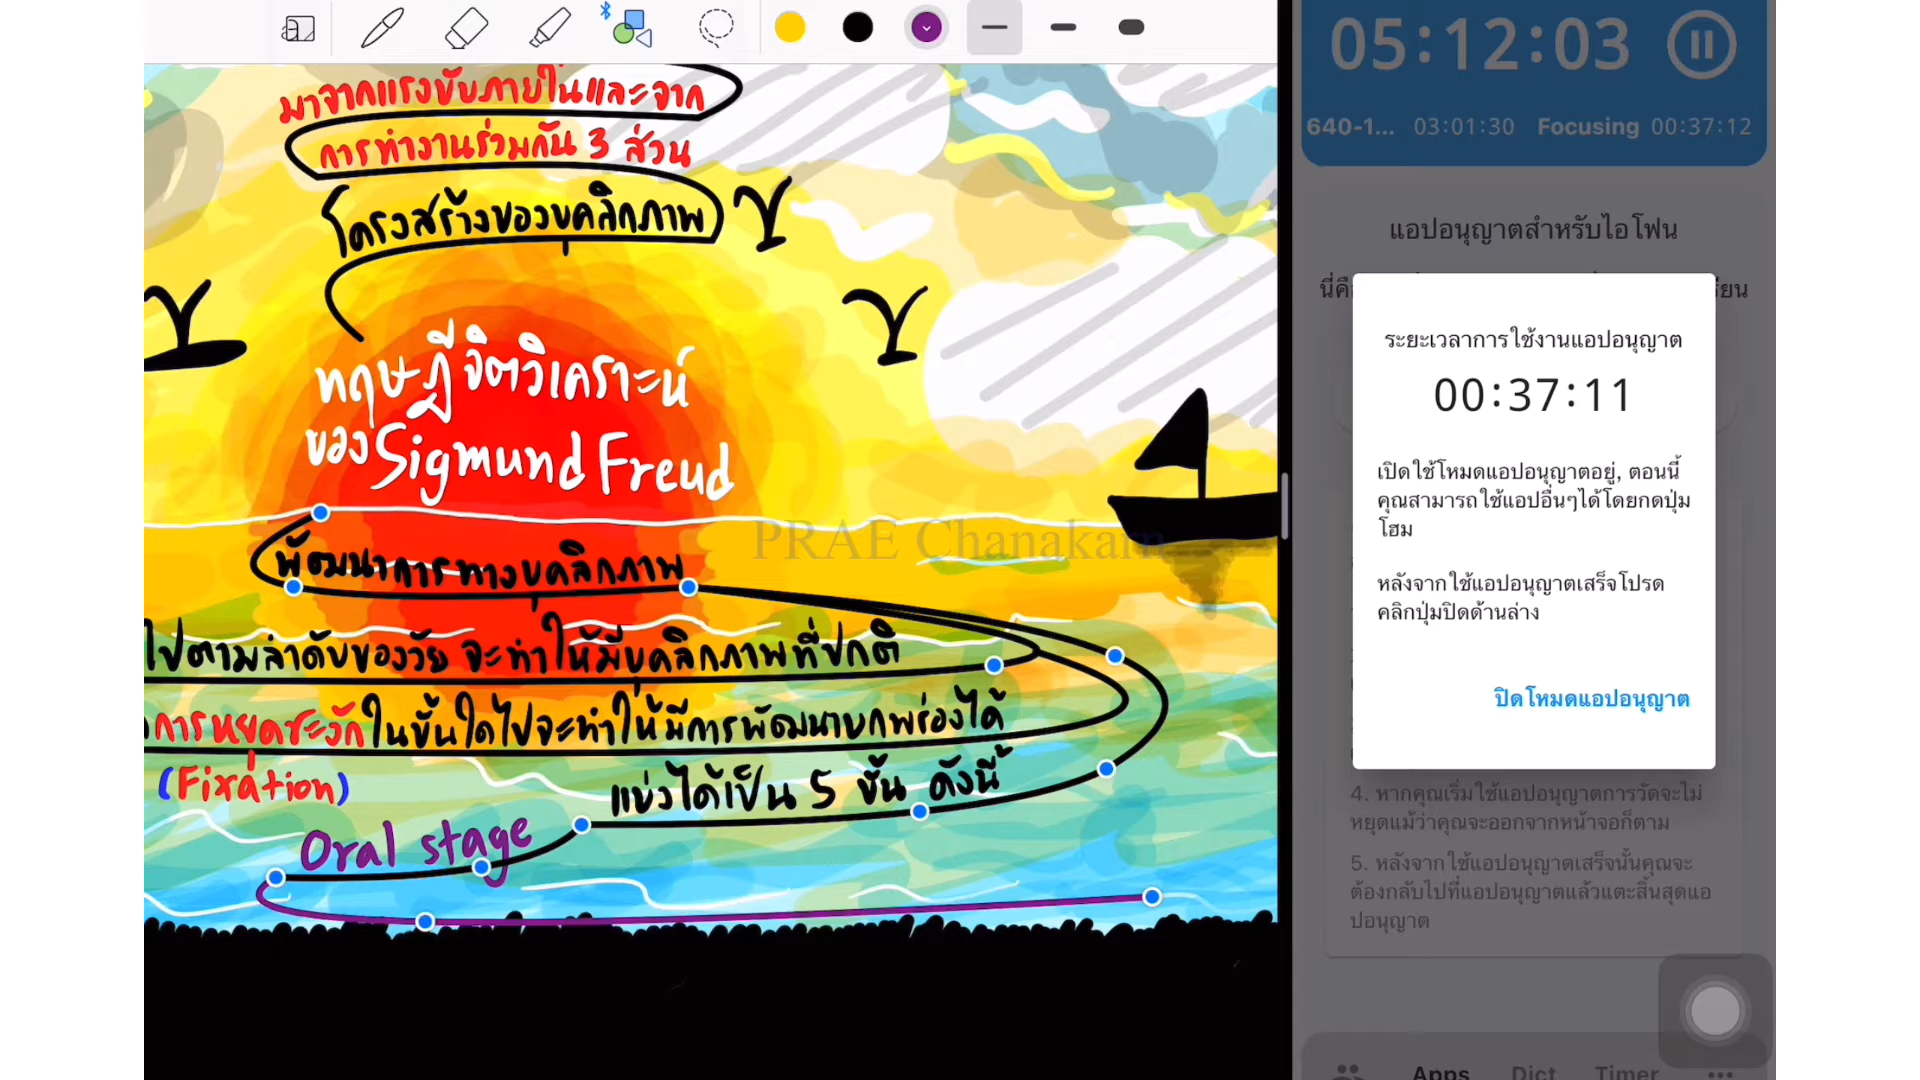 มาจากแรงขับภายในและจาก
การทำงานร่วมกัน 3 ส่วน
โครงสร้างของบุคลิกภาพ
ทฤษฎีจิตวิเคราะห์
ของ Sigmund Freud
พัฒนาการทางบุคลิกภาพ
ไปตามลำดับของวัย จะทำให้มีบุคลิกภาพที่ปกติ
การหยุดชะงักในขั้นใดไปจะทำให้มีการพัฒนาบกพร่องได้
(Fixation)
แบ่งได้เป็น 5 ขั้น ดังนี้
Oral stage
PRAE Chanakarn
05:12:03
640-1... 03:01:30 Focusing 00:37:12
แอปอนุญาตสำหรับไอโฟน
ระยะเวลาการใช้งานแอปอนุญาต
00:37:11
เปิดใช้โหมดแอปอนุญาตอยู่, ตอนนี้
คุณสามารถใช้แอปอื่นๆได้โดยกดปุ่ม
โฮม
หลังจากใช้แอปอนุญาตเสร็จโปรด
คลิกปุ่มปิดด้านล่าง
ปิดโหมดแอปอนุญาต
4. หากคุณเริ่มใช้แอปอนุญาตการวัดจะไม่
หยุดแม้ว่าคุณจะออกจากหน้าจอก็ตาม
5. หลังจากใช้แอปอนุญาตเสร็จนั้นคุณจะ
ต้องกลับไปที่แอปอนุญาตแล้วแตะสิ้นสุดแอ
ปอนุญาต
Apps Dict Timer